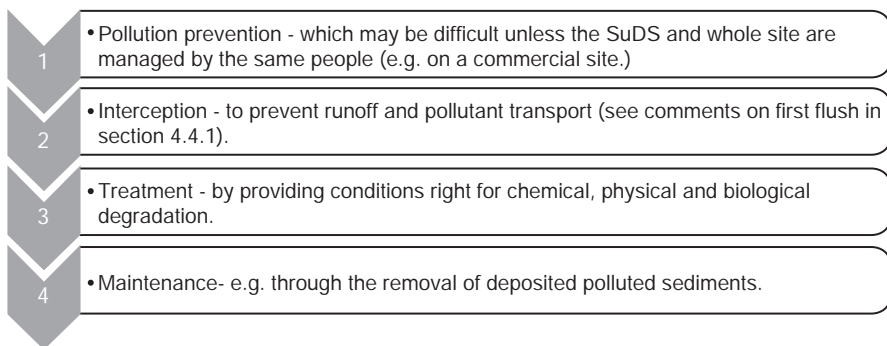 1
• Pollution prevention - which may be difficult unless the SuDS and whole site are
managed by the same people (e.g. on a commercial site.)
2
• Interception - to prevent runoff and pollutant transport (see comments on first flush in
section 4.4.1).
3
• Treatment - by providing conditions right for chemical, physical and biological
degradation.
4
• Maintenance- e.g. through the removal of deposited polluted sediments.